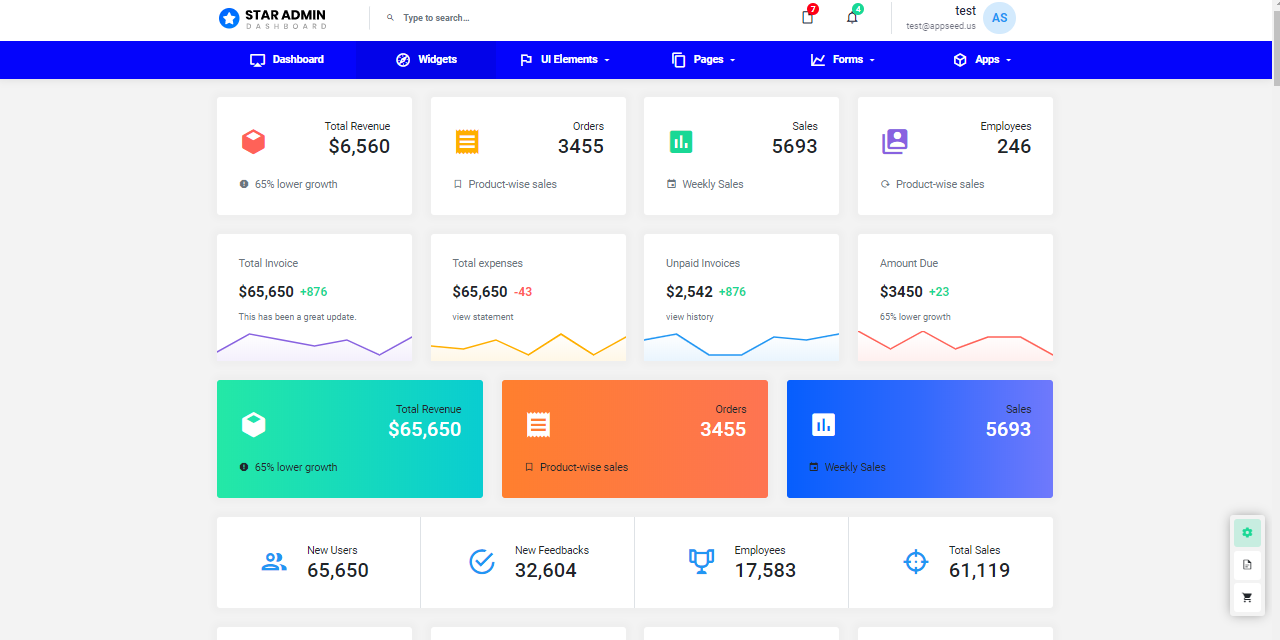 STAR ADMIN
DASHBOARD
Type to search...
7
4
test
test@appseed.us
AS
Dashboard
Widgets
UI Elements
Pages
Forms
Apps
Total Revenue
$6,560
65% lower growth
Orders
3455
Product-wise sales
Sales
5693
Weekly Sales
Employees
246
Product-wise sales
Total Invoice
$65,650 +876
This has been a great update.
Total expenses
$65,650 -43
view statement
Unpaid Invoices
$2,542 +876
view history
Amount Due
$3450 +23
65% lower growth
Total Revenue
$65,650
65% lower growth
Orders
3455
Product-wise sales
Sales
5693
Weekly Sales
New Users
65,650
New Feedbacks
32,604
Employees
17,583
Total Sales
61,119